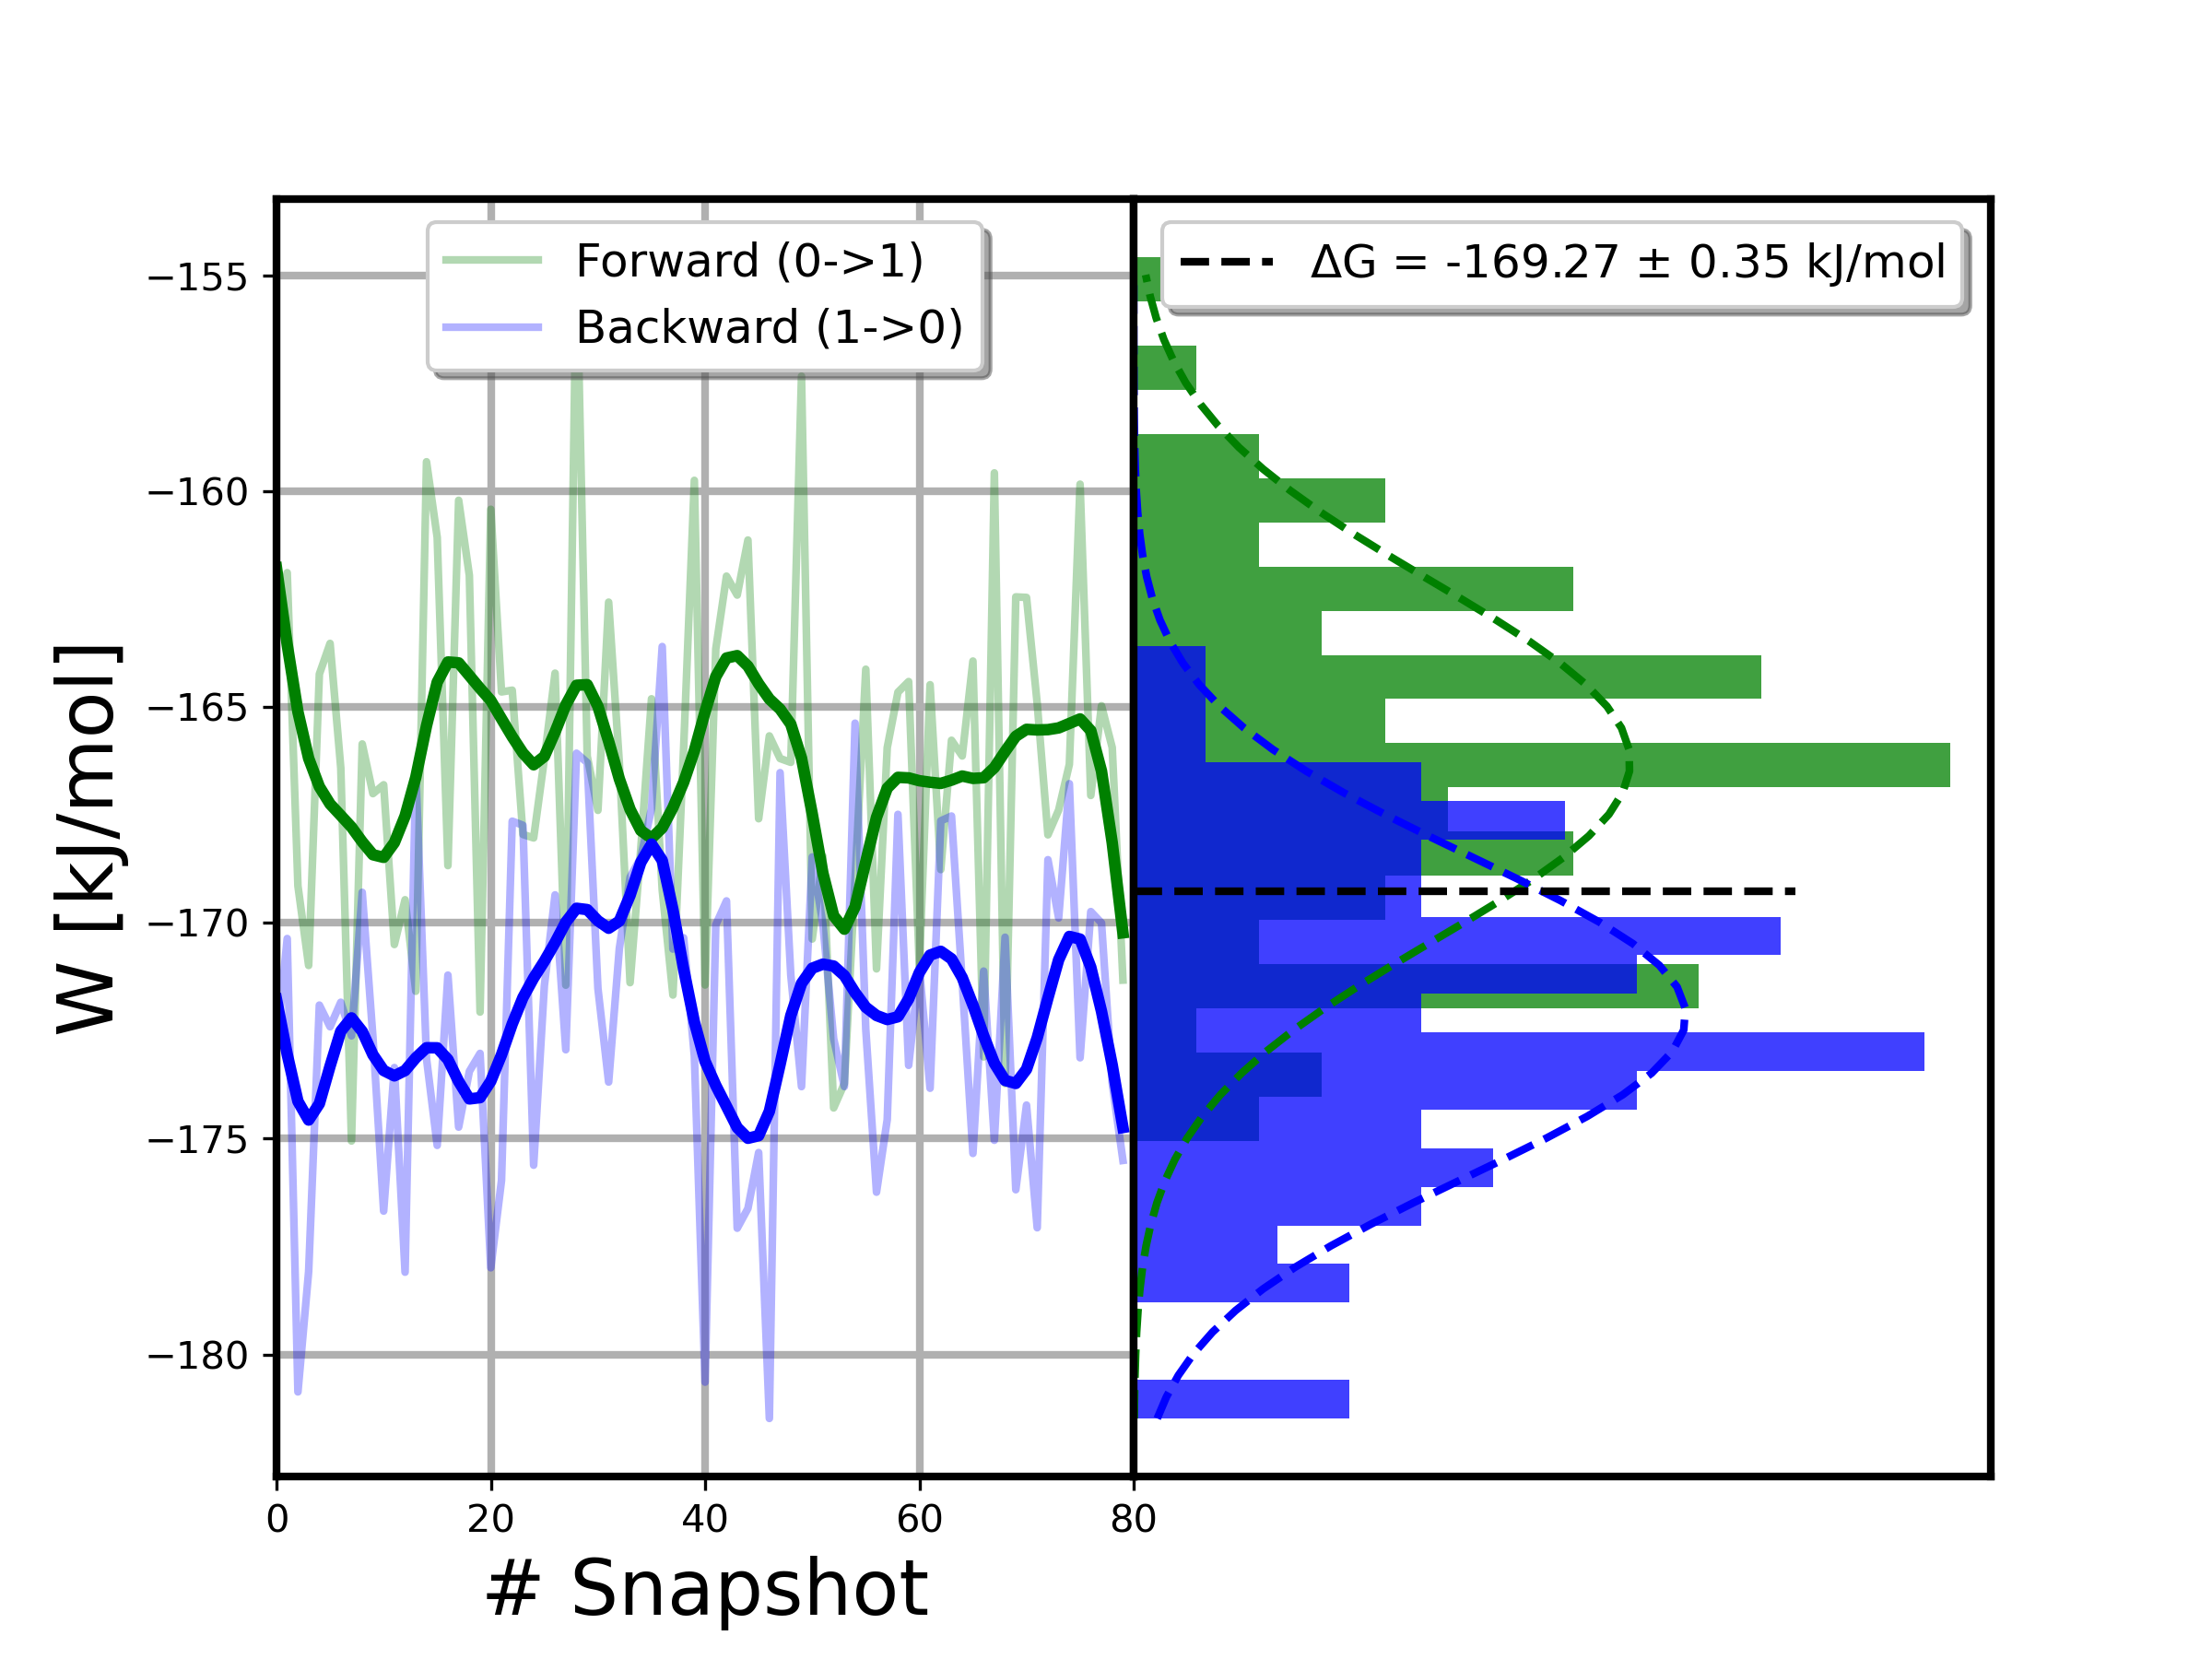 Forward (0->1)
Backward (1->0)
ΔG = -169.27 ± 0.35 kJ/mol
W [kJ/mol]
−155
−160
−165
−170
−175
−180
0 20 40 60 80
# Snapshot